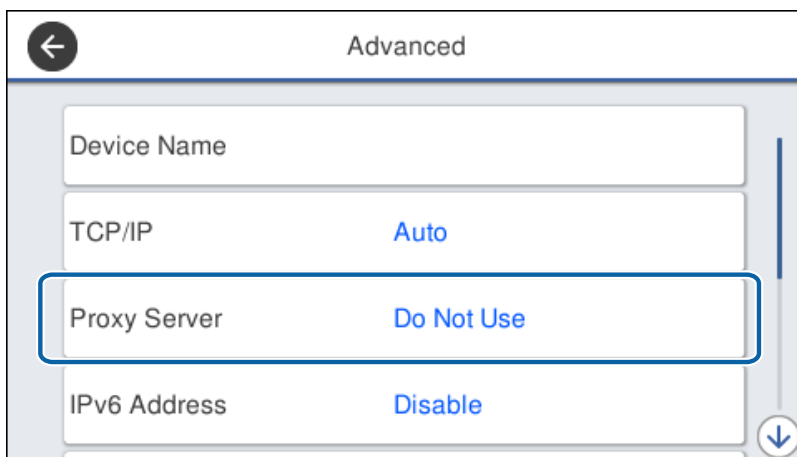 Advanced
Device Name
TCP/IP Auto
Proxy Server Do Not Use
IPv6 Address Disable